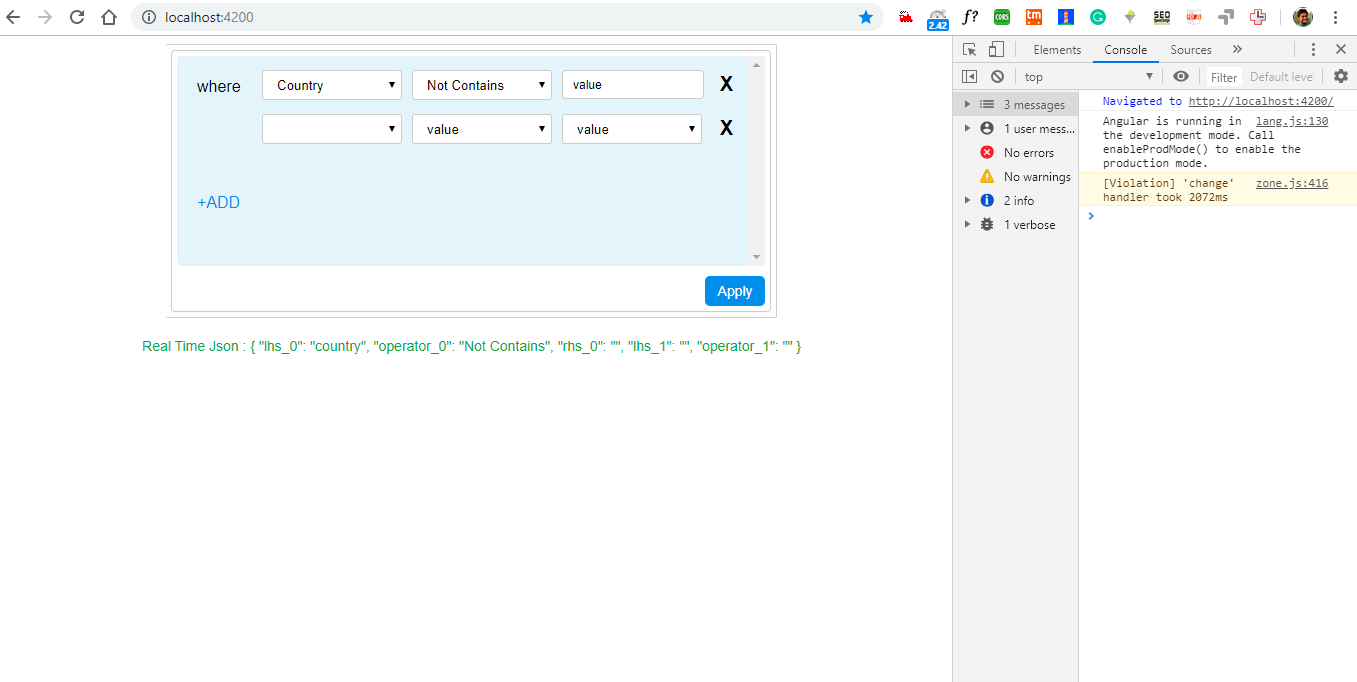 localhost:4200
2.42
f?
CORS
tm
SEO
where
Country
Not Contains
value
X
value
value
X
+ADD
Apply
Real Time Json : { "lhs_0": "country", "operator_0": "Not Contains", "rhs_0": "", "lhs_1": "", "operator_1": "" }
Elements
Console
Sources
»
top
Filter
Default leve
3 messages
1 user mess...
No errors
No warnings
2 info
1 verbose
Navigated to http://localhost:4200/
Angular is running in lang.js:130
the development mode. Call
enableProdMode() to enable the
production mode.
[Violation] 'change' zone.js:416
handler took 2072ms